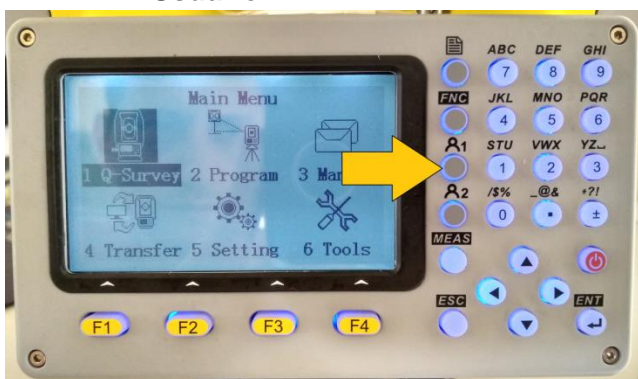 Main Menu
1 Q-Survey 2 Program 3 Man
4 Transfer 5 Setting 6 Tools
F1 F2 F3 F4
ABC DEF GHI
7 8 9
FNC JKL MNO PQR
4 5 6
1 STU VWX YZ
1 2 3
2 /$% _@& *?!
0 . ±
MEAS
ESC ENT